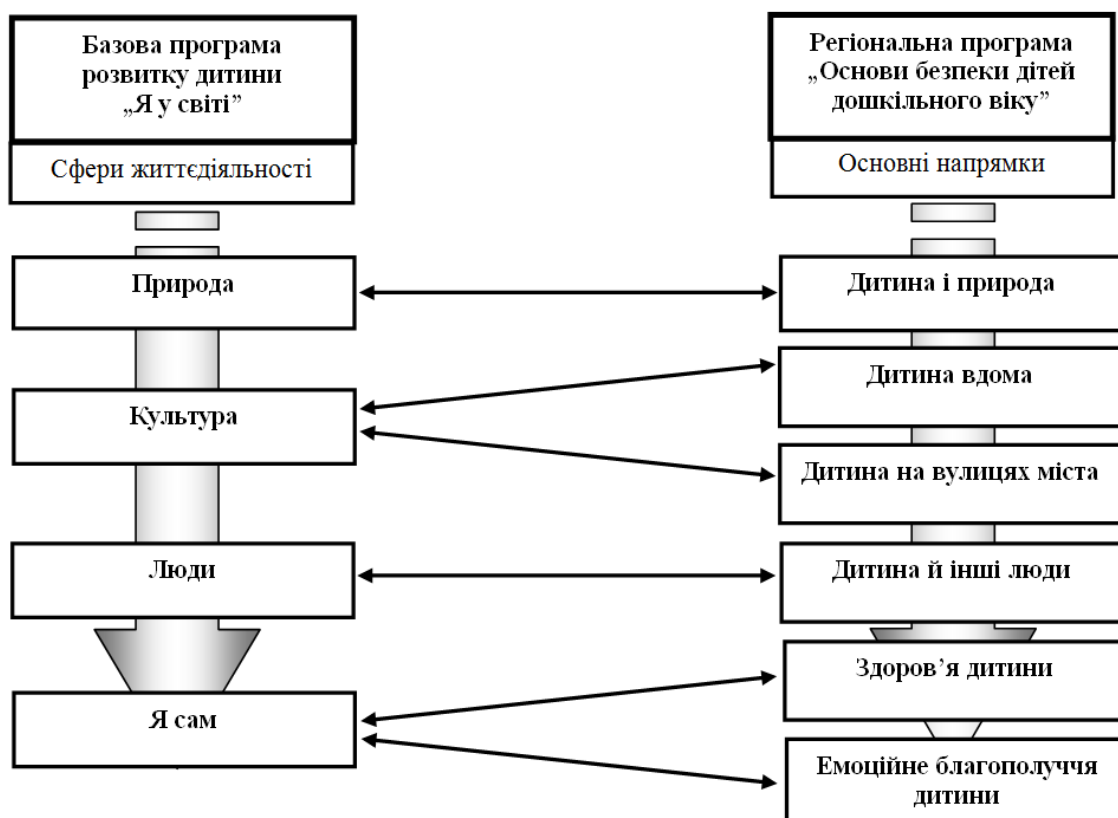 Базова програма
розвитку дитини
„Я у світі”
Сфери життєдіяльності
Природа
Культура
Люди
Я сам
Регіональна програма
„Основи безпеки дітей
дошкільного віку”
Основні напрямки
Дитина і природа
Дитина вдома
Дитина на вулицях міста
Дитина й інші люди
Здоров’я дитини
Емоційне благополуччя
дитини